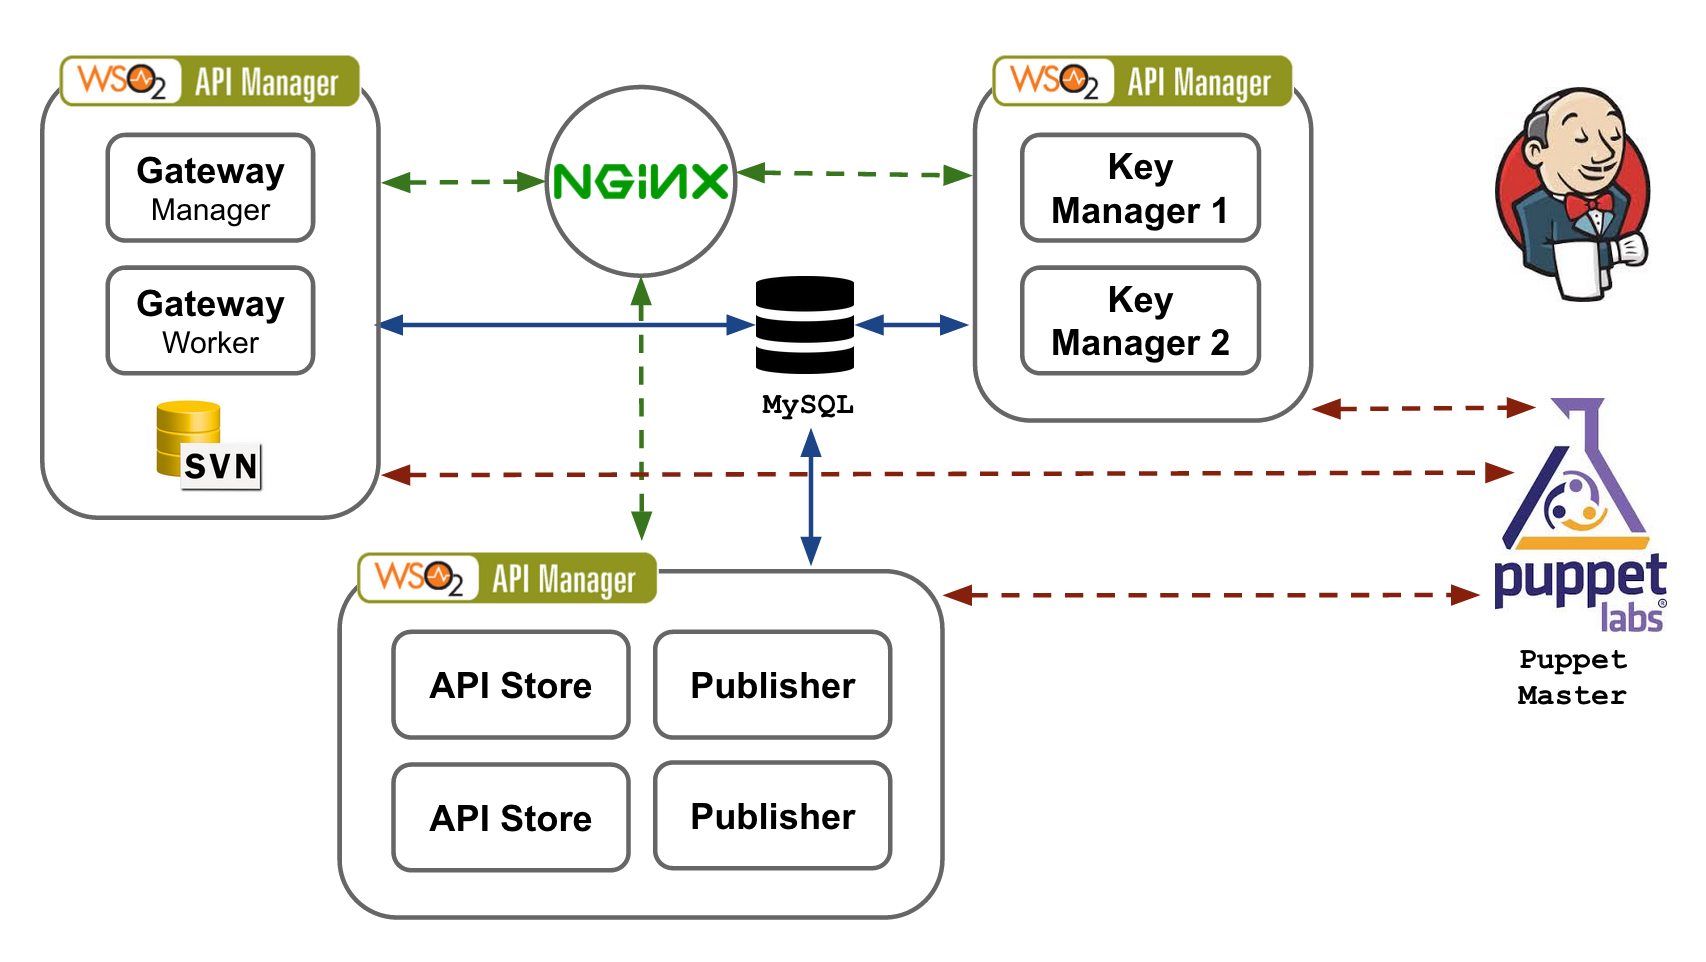 WSO2 API Manager
Gateway
Manager
Gateway
Worker
SVN
NGINX
MySQL
WSO2 API Manager
Key
Manager 1
Key
Manager 2
puppet
labs®
Puppet
Master
WSO2 API Manager
API Store
Publisher
API Store
Publisher